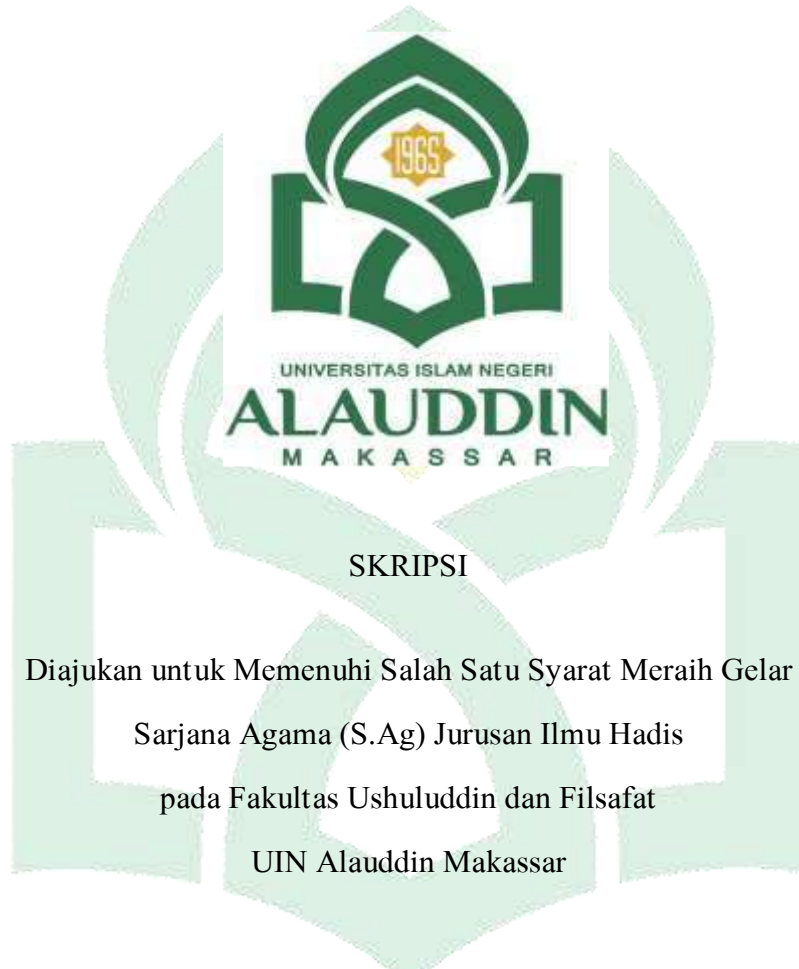 1965
UNIVERSITAS ISLAM NEGERI
ALAUDDIN
MAKASSAR
SKRIPSI
Diajukan untuk Memenuhi Salah Satu Syarat Meraih Gelar
Sarjana Agama (S.Ag) Jurusan Ilmu Hadis
pada Fakultas Ushuluddin dan Filsafat
UIN Alauddin Makassar